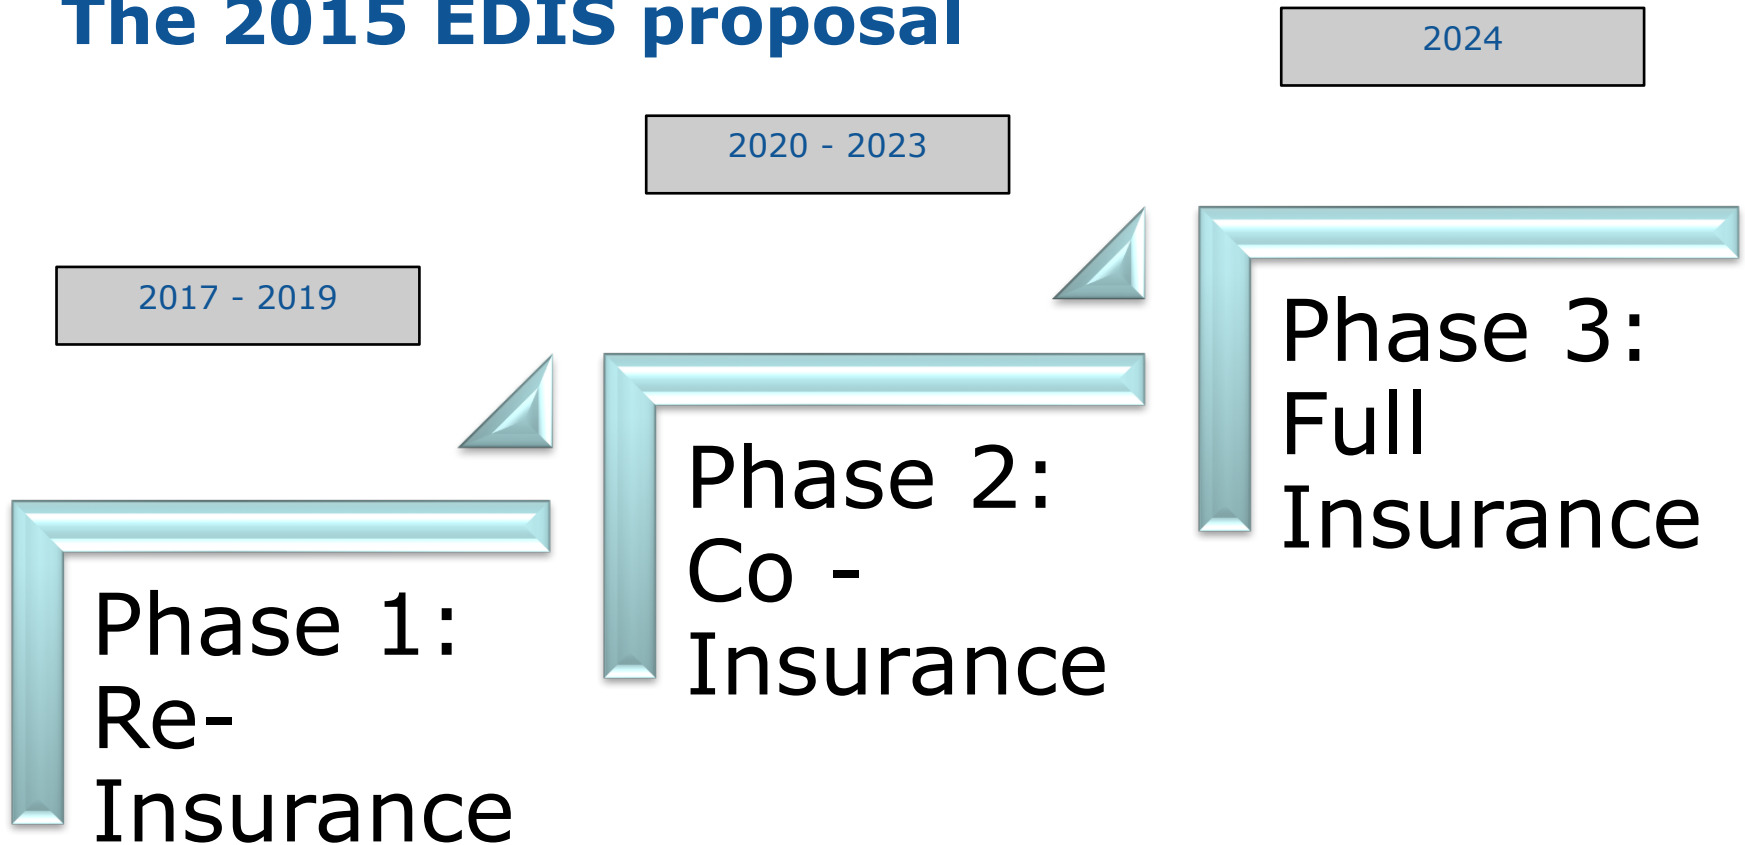 The 2015 EDIS proposal
2024
2020 - 2023
2017 - 2019
Phase 1:
Re-
Insurance
Phase 2:
Co -
Insurance
Phase 3:
Full
Insurance